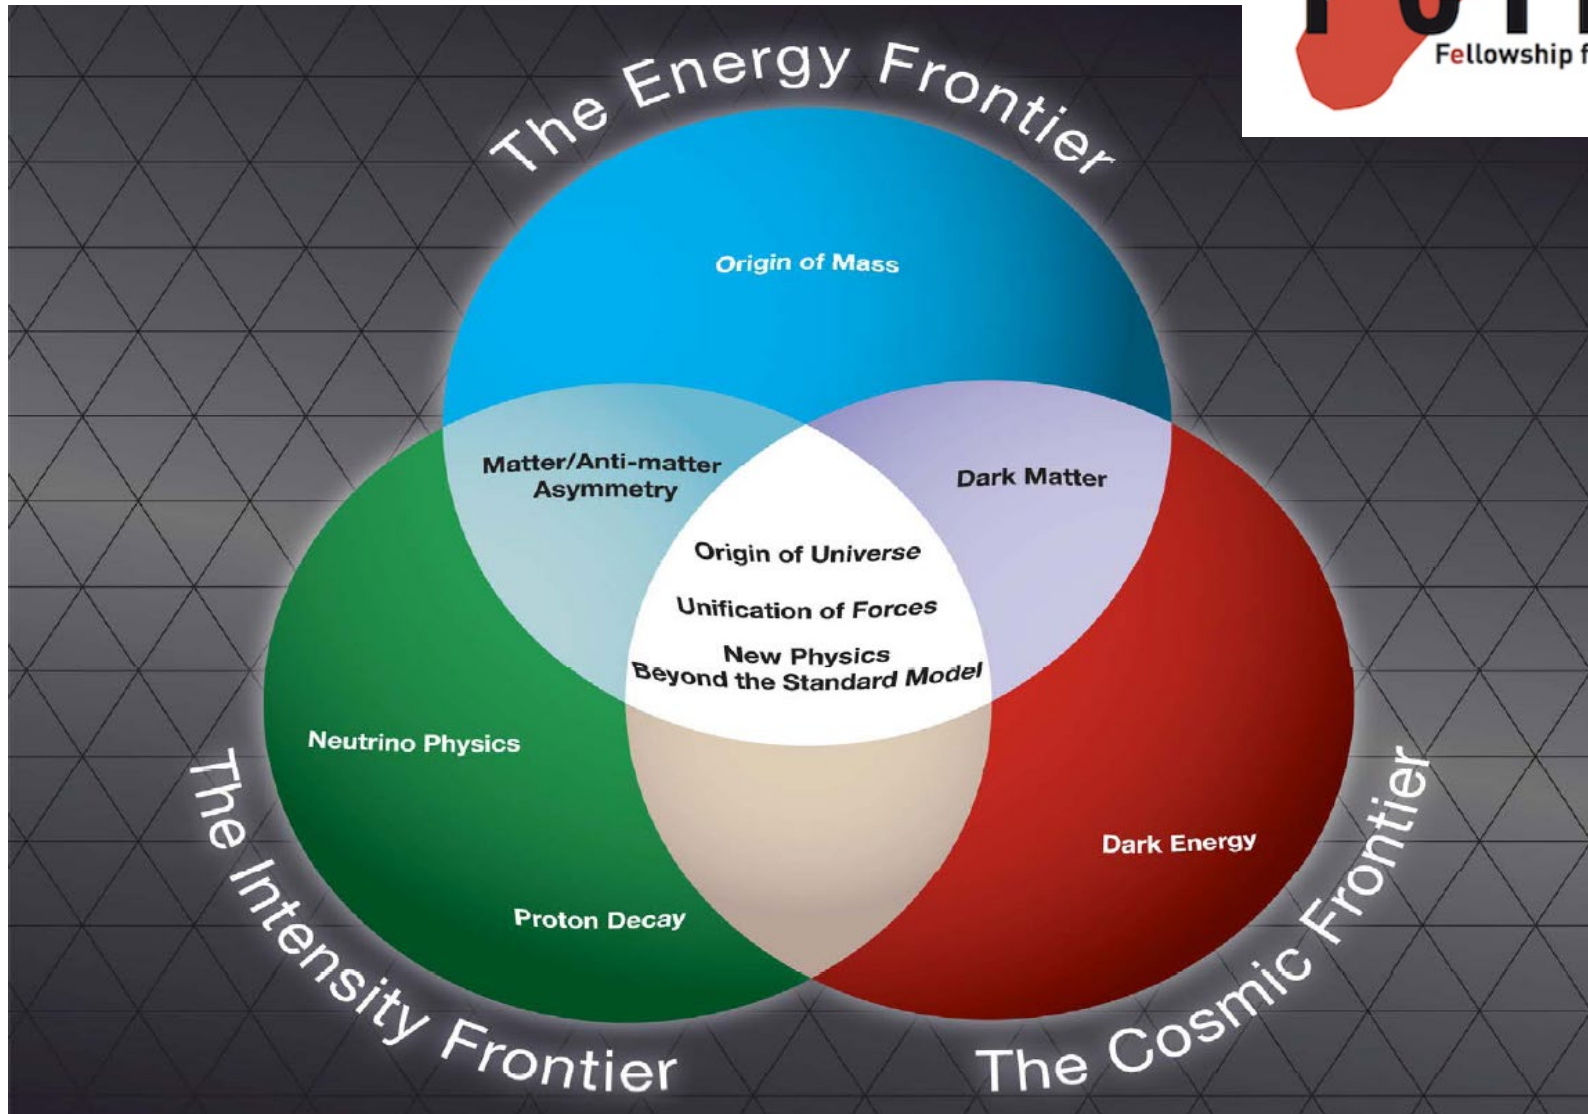 Fellowship f
The Energy Frontier
Origin of Mass
Matter/Anti-matter
Asymmetry
Dark Matter
Origin of Universe
Unification of Forces
New Physics
Beyond the Standard Model
Neutrino Physics
Dark Energy
Proton Decay
The Intensity Frontier
The Cosmic Frontier